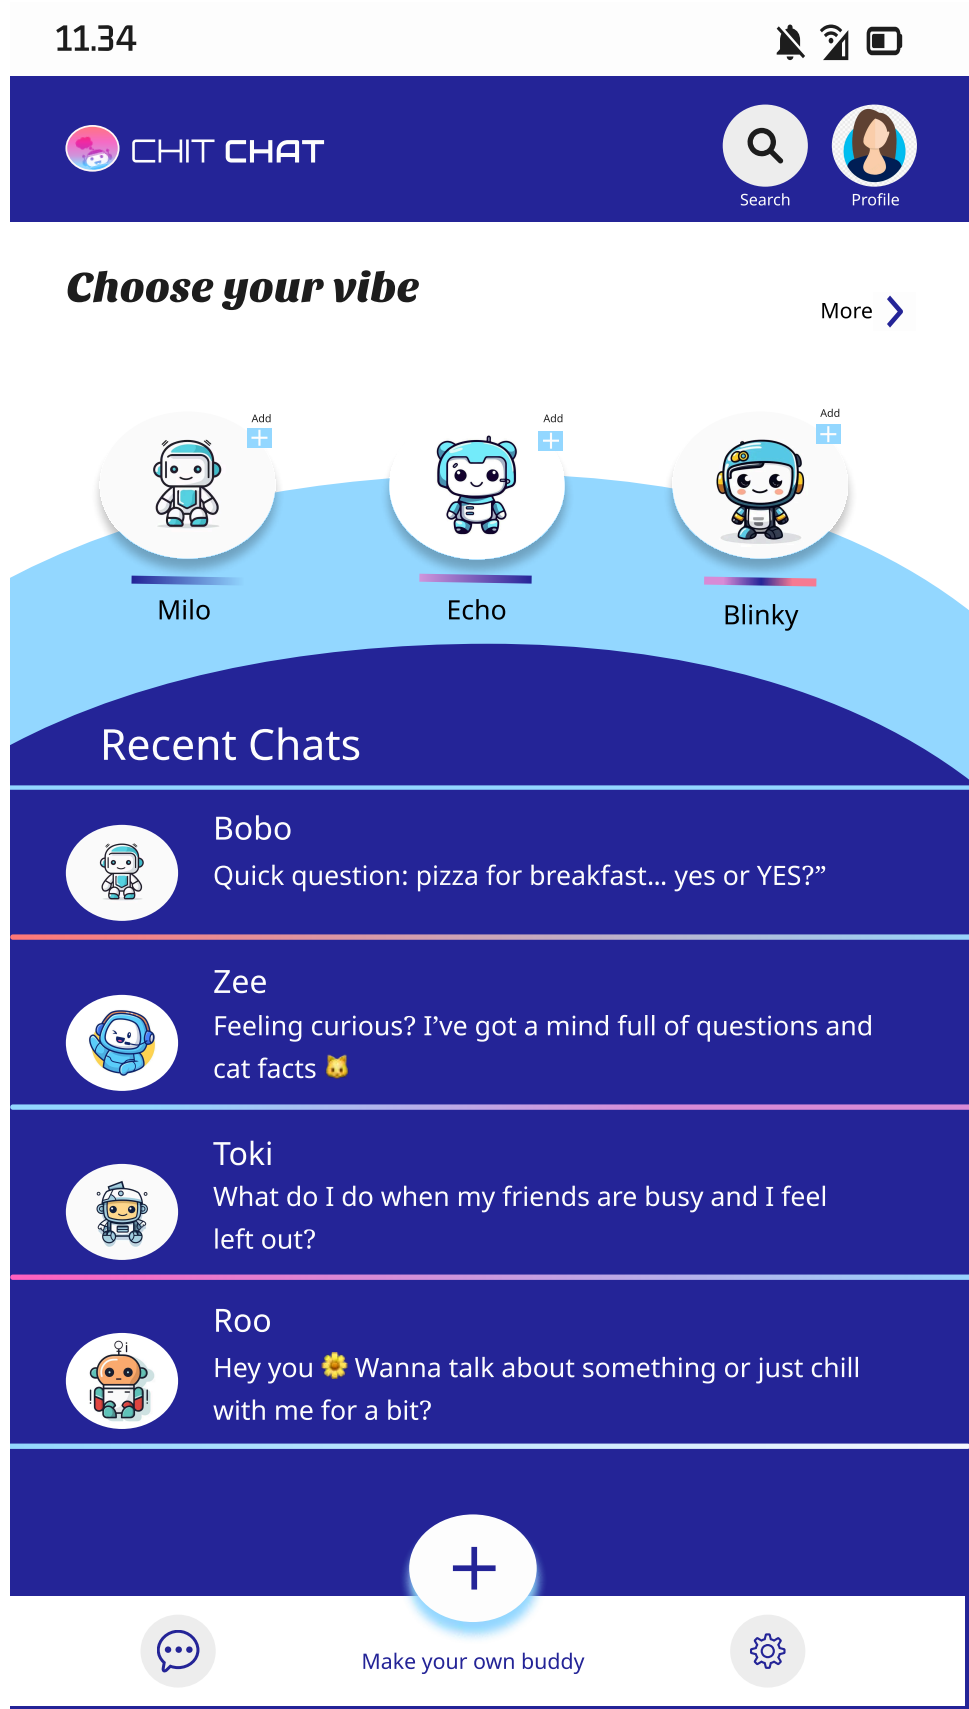 11.34
CHIT CHAT
Search
Profile
Choose your vibe
More
Add
Add
Add
Milo
Echo
Blinky
Recent Chats
Bobo
Quick question: pizza for breakfast... yes or YES?”
Zee
Feeling curious? I’ve got a mind full of questions and
cat facts 🐱
Toki
What do I do when my friends are busy and I feel
left out?
Roo
Hey you 🌼 Wanna talk about something or just chill
with me for a bit?
Make your own buddy